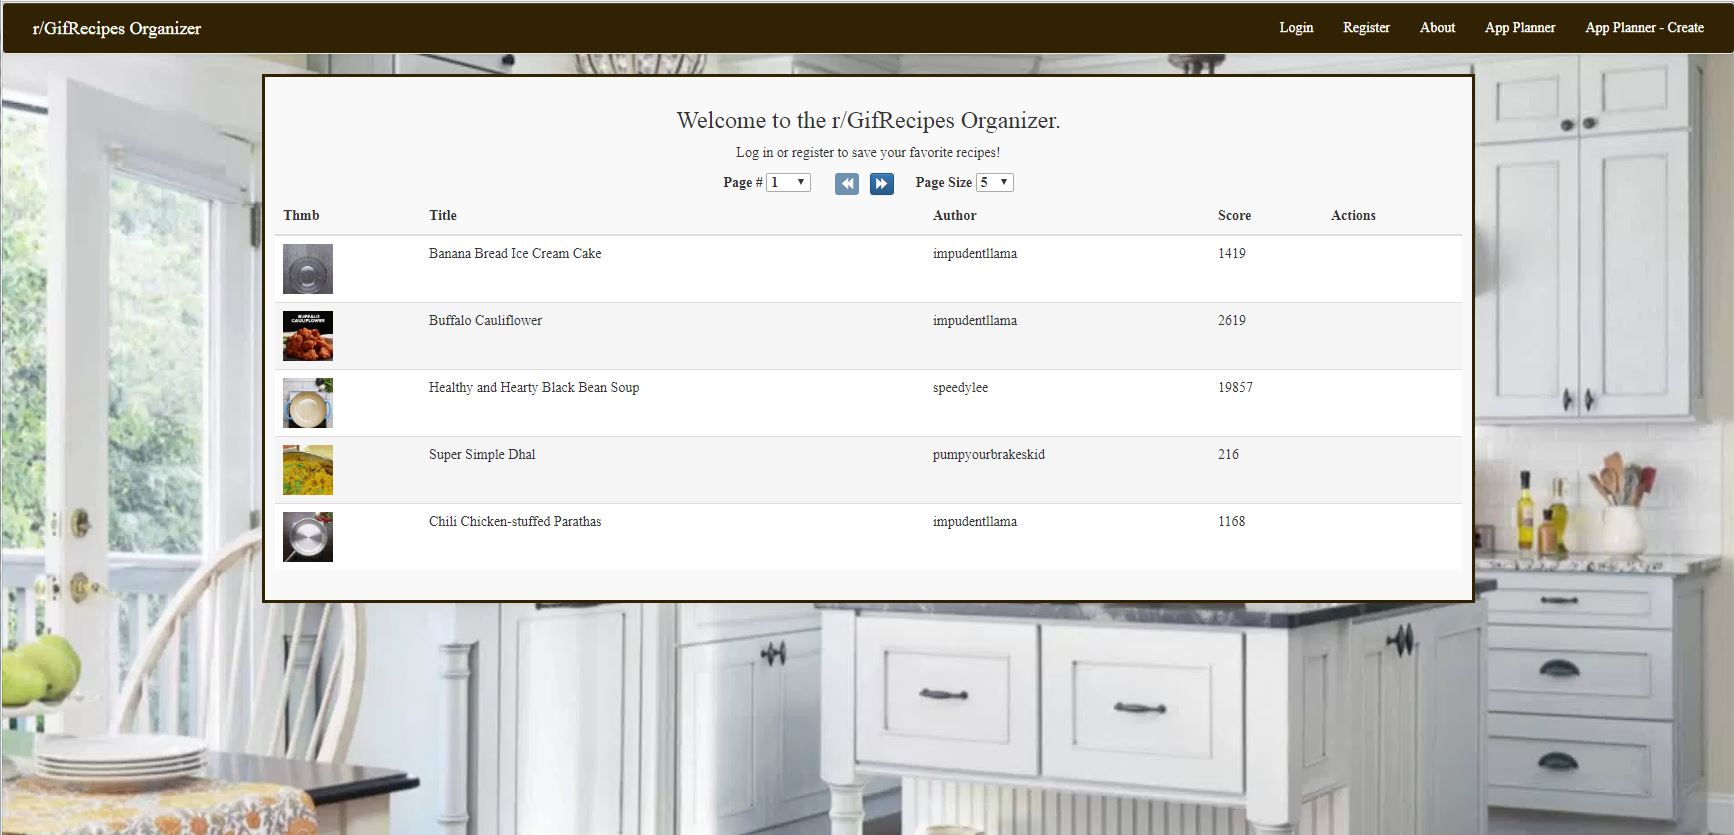 r/GifRecipes Organizer Login Register About App Planner App Planner - Create
Welcome to the r/GifRecipes Organizer.
Log in or register to save your favorite recipes!
Page # 1 Page Size 5
Thmb Title Author Score Actions
Banana Bread Ice Cream Cake impudentllama 1419
BUFFALO
CAULIFLOWER
Buffalo Cauliflower impudentllama 2619
Healthy and Hearty Black Bean Soup speedylee 19857
Super Simple Dhal pumpyourbrakeskid 216
Chili Chicken-stuffed Parathas impudentllama 1168